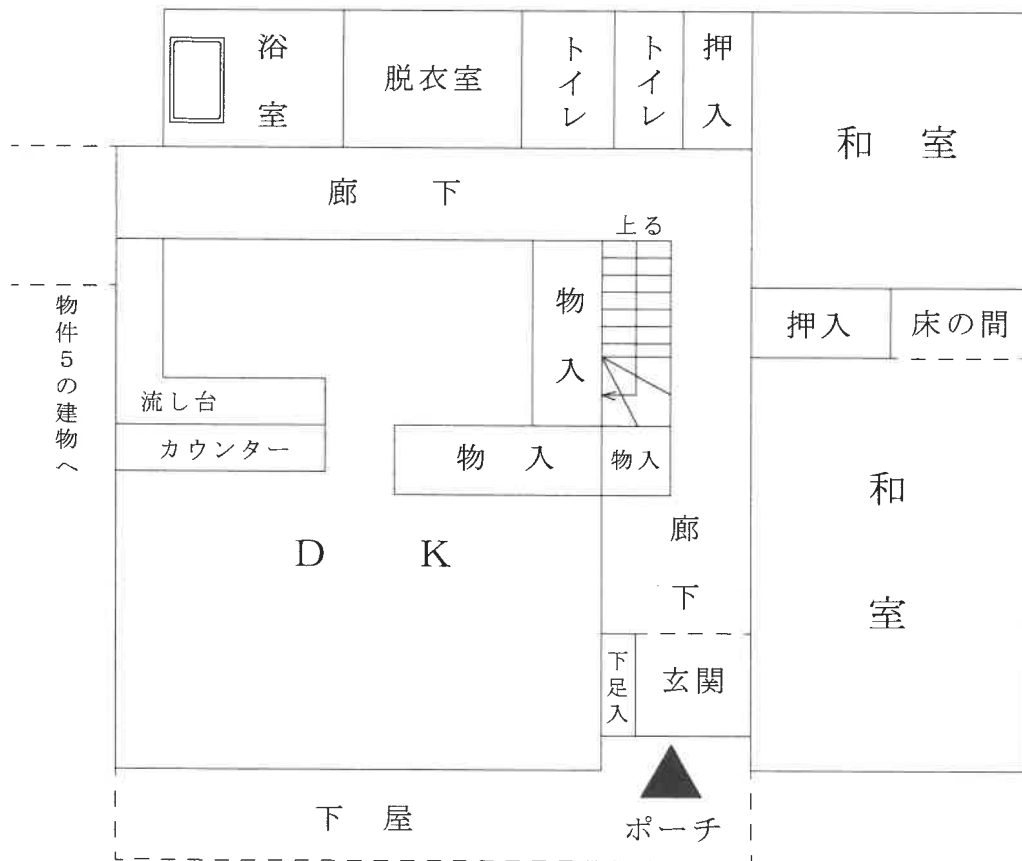 浴室
脱衣室
トイレ
トイレ
押入
和室
廊下
上る
物入
押入
床の間
物件5の建物へ
流し台
カウンター
物入
物入
和室
DK
廊下
下足入
玄関
下屋
ポーチ